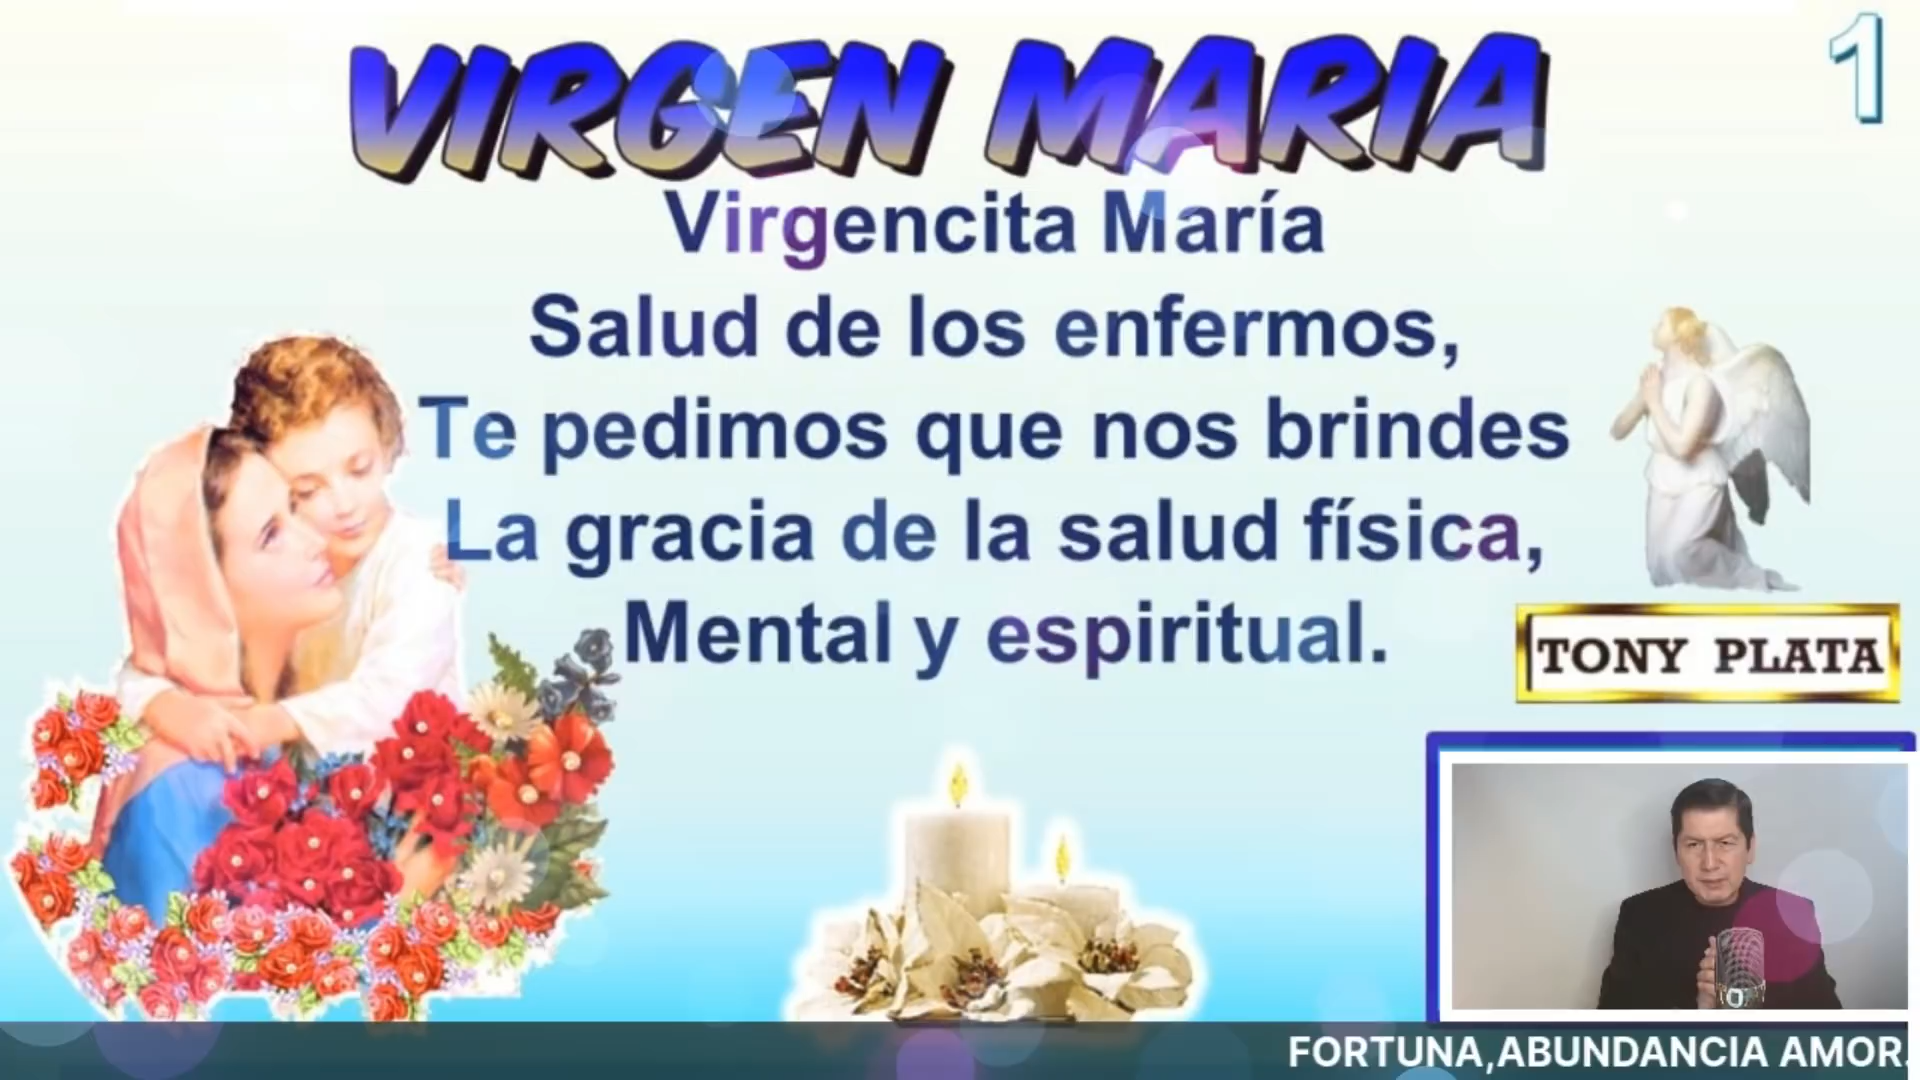 VIRGEN MARIA
1
Virgencita María
Salud de los enfermos,
Te pedimos que nos brindes
La gracia de la salud física,
Mental y espiritual.
TONY PLATA
FORTUNA,ABUNDANCIA AMOR.